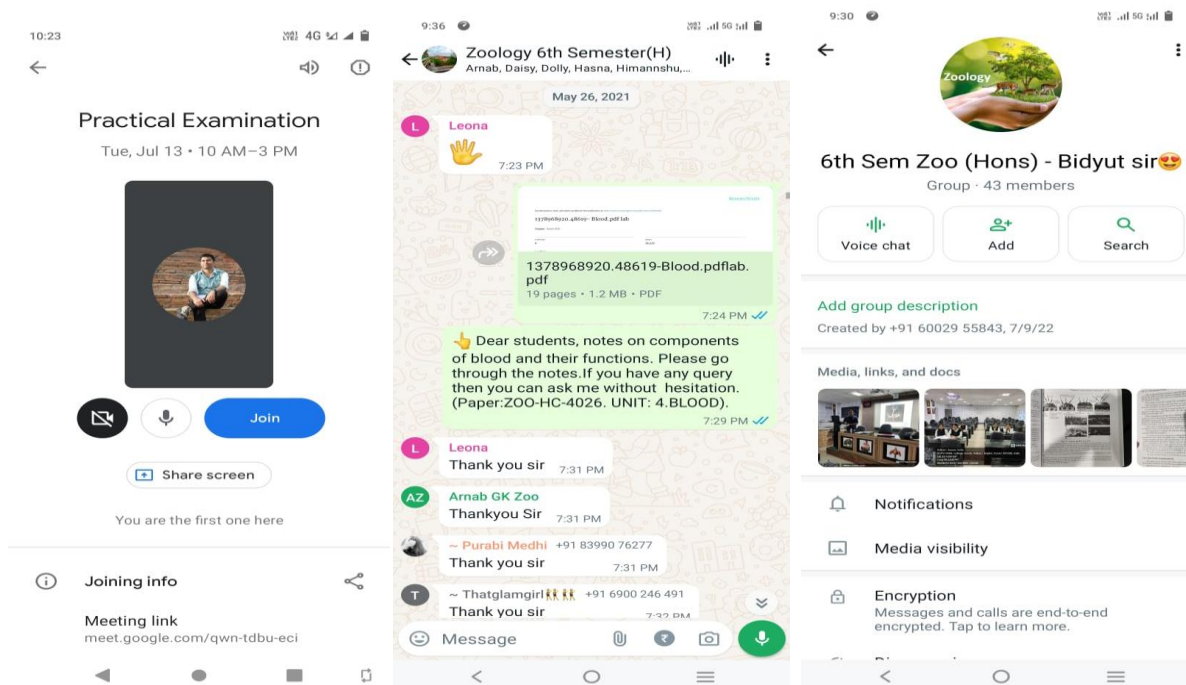 10:23
4G
Practical Examination
Tue, Jul 13 • 10 AM–3 PM
Join
Share screen
You are the first one here
Joining info
Meeting link
meet.google.com/qwn-tdbu-eci
9:36
5G
Zoology 6th Semester(H)
Arnab, Daisy, Dolly, Hasna, Himannshu,...
May 26, 2021
L
Leona
🖐
7:23 PM
1378968920.48619- Blood.pdf lab
1378968920.48619-Blood.pdflab.
pdf
19 pages • 1.2 MB • PDF
7:24 PM
👆 Dear students, notes on components
of blood and their functions. Please go
through the notes.If you have any query
then you can ask me without hesitation.
(Paper:ZOO-HC-4026. UNIT: 4.BLOOD).
7:29 PM
L
Leona
Thank you sir 7:31 PM
AZ
Arnab GK Zoo
Thankyou Sir 7:31 PM
~ Purabi Medhi +91 83990 76277
Thank you sir
7:31 PM
T
~ Thatglamgirl👯👯 +91 6900 246 491
Thank you sir 7:32 PM
Message
9:30
5G
Zoology
6th Sem Zoo (Hons) - Bidyut sir😍
Group · 43 members
Voice chat
Add
Search
Add group description
Created by +91 60029 55843, 7/9/22
Media, links, and docs
Notifications
Media visibility
Encryption
Messages and calls are end-to-end
encrypted. Tap to learn more.